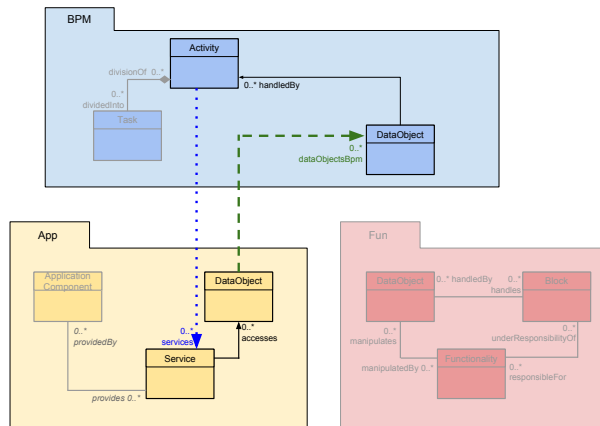 BPM
Activity
divisionOf 0..*
0..* handledBy
0..*
dividedInto
Task
DataObject
0..*
dataObjectsBpm
App
Fun
Application
Component
DataObject
DataObject
0..* handledBy
0..*
handles
Block
0..*
providedBy
0..*
services
0..*
accesses
0..*
manipulates
0..*
underResponsibilityOf
Service
Functionality
manipulatedBy 0..*
0..*
responsibleFor
provides 0..*